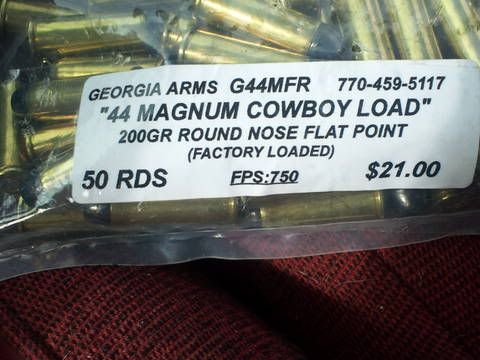 GEORGIA ARMS G44MFR 770-459-5117
"44 MAGNUM COWBOY LOAD"
200GR ROUND NOSE FLAT POINT
(FACTORY LOADED)
50 RDS FPS:750 $21.00